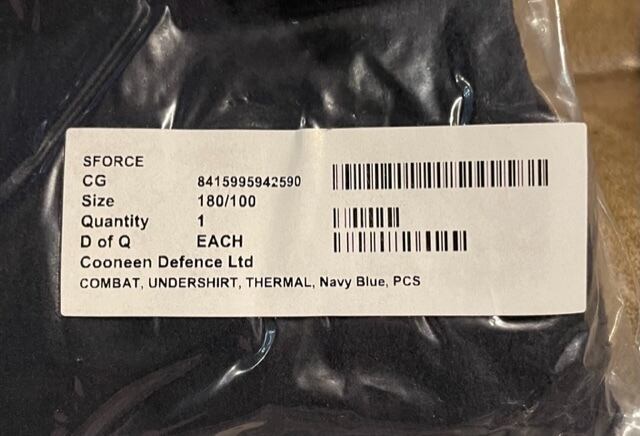 SFORCE
CG 8415995942590
Size 180/100
Quantity 1
D of Q EACH
Cooneen Defence Ltd
COMBAT, UNDERSHIRT, THERMAL, Navy Blue, PCS